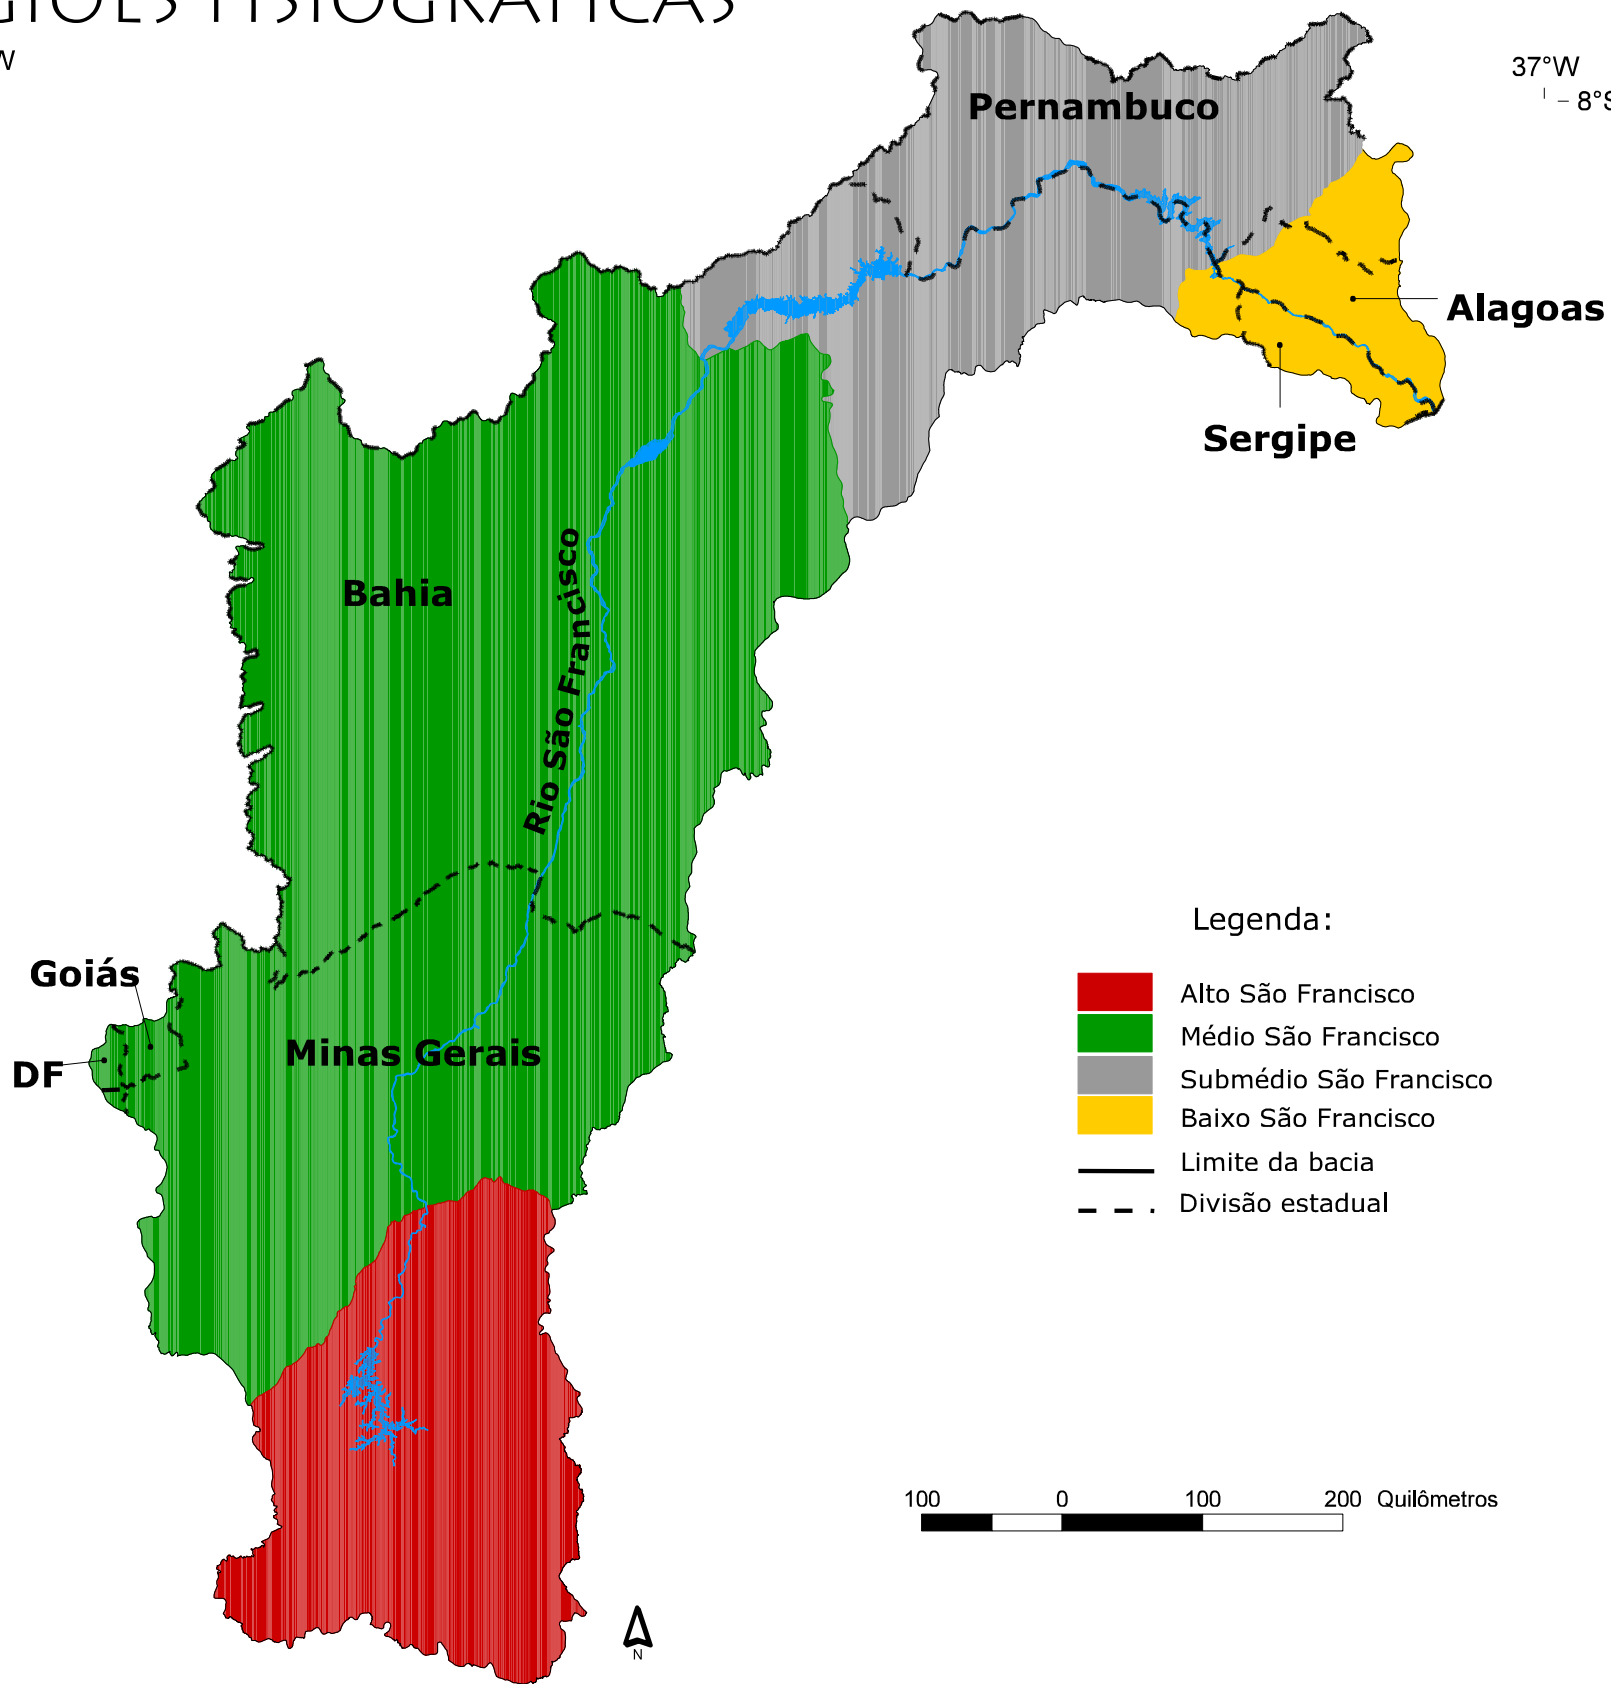 FISIOGRÁFICAS
37°W
8°S
Pernambuco
Alagoas
Sergipe
Bahia
Rio São Francisco
Goiás
DF
Minas Gerais
Legenda:
Alto São Francisco
Médio São Francisco
Submédio São Francisco
Baixo São Francisco
Limite da bacia
Divisão estadual
100 0 100 200 Quilômetros
N